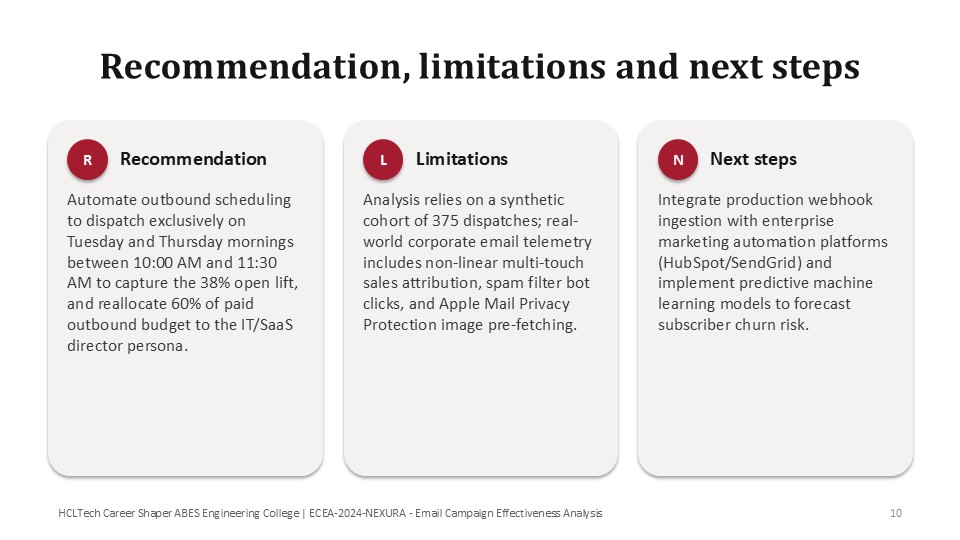 Recommendation, limitations and next steps
R
Recommendation
Automate outbound scheduling
to dispatch exclusively on
Tuesday and Thursday mornings
between 10:00 AM and 11:30
AM to capture the 38% open lift,
and reallocate 60% of paid
outbound budget to the IT/SaaS
director persona.
L
Limitations
Analysis relies on a synthetic
cohort of 375 dispatches; real-
world corporate email telemetry
includes non-linear multi-touch
sales attribution, spam filter bot
clicks, and Apple Mail Privacy
Protection image pre-fetching.
N
Next steps
Integrate production webhook
ingestion with enterprise
marketing automation platforms
(HubSpot/SendGrid) and
implement predictive machine
learning models to forecast
subscriber churn risk.
HCLTech Career Shaper ABES Engineering College | ECEA-2024-NEXURA - Email Campaign Effectiveness Analysis
10